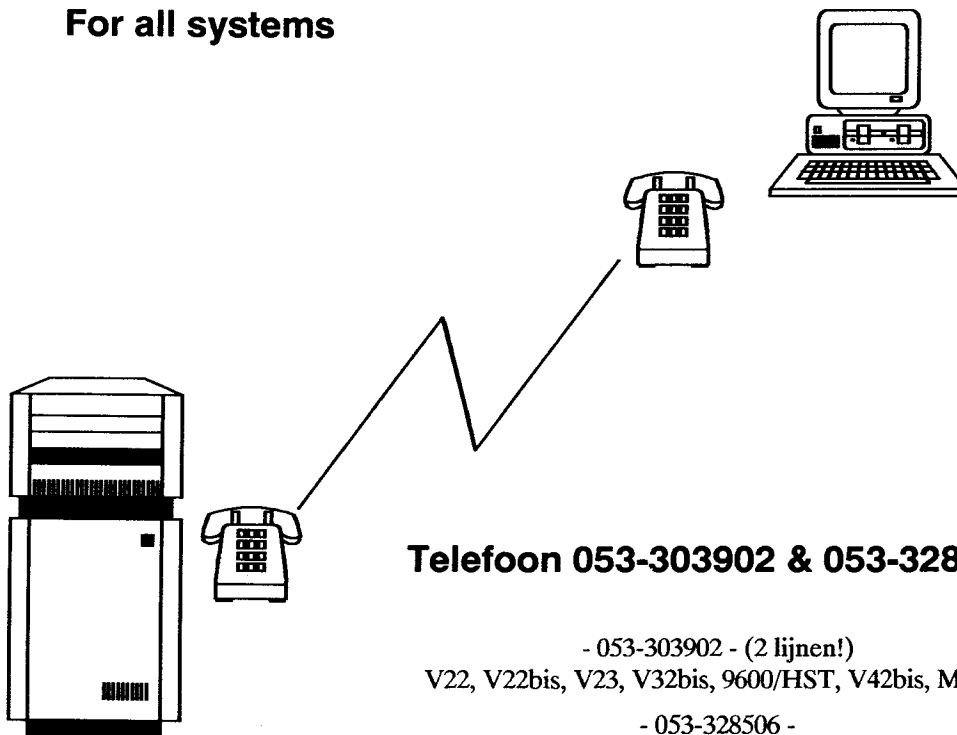 For all systems
Telefoon 053-303902 & 053-328
- 053-303902 - (2 lijnen!)
V22, V22bis, V23, V32bis, 9600/HST, V42bis, M
- 053-328506 -